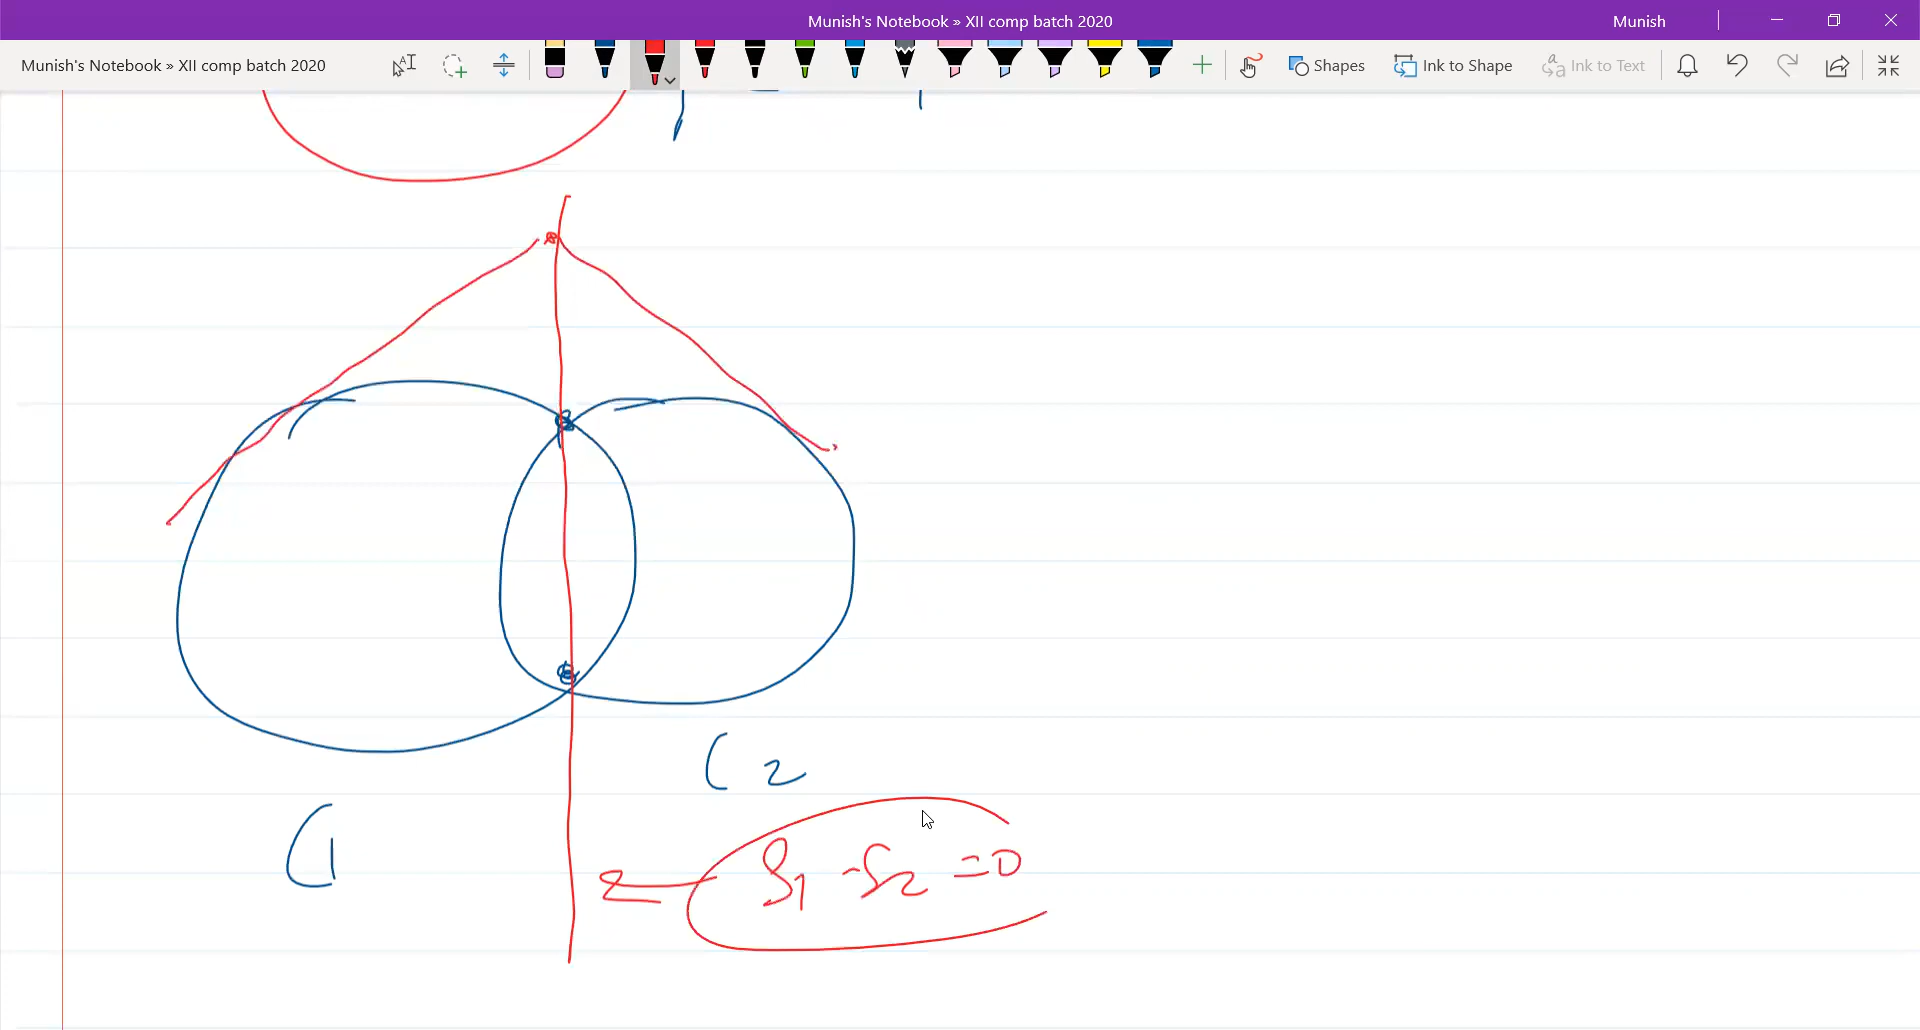 Munish's Notebook » XII comp batch 2020
Munish
Munish's Notebook » XII comp batch 2020
Shapes
Ink to Shape
Ink to Text
C2
C1
S1 - S2 = 0